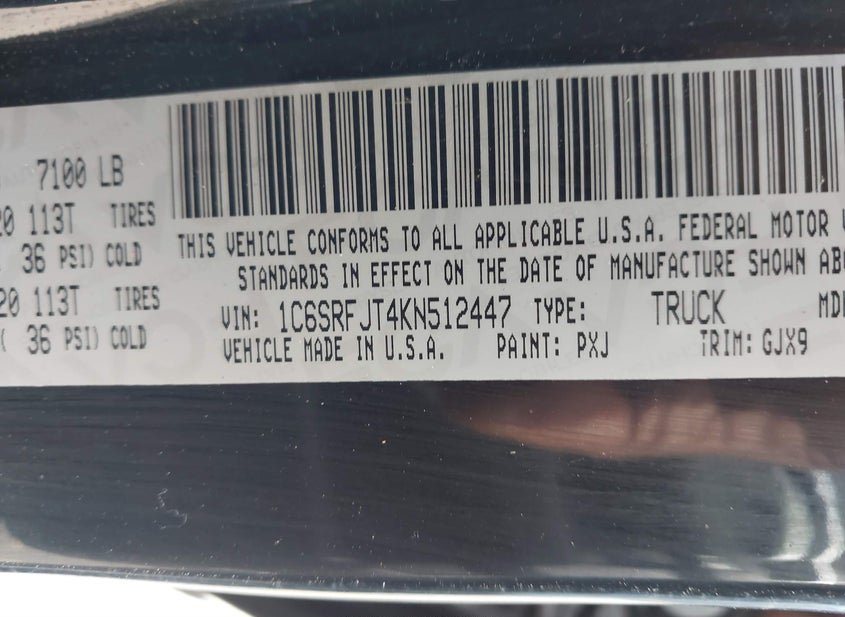 7100 LB
20 113T TIRES
36 PSI) COLD
20 113T TIRES
( 36 PSI) COLD
THIS VEHICLE CONFORMS TO ALL APPLICABLE U.S.A. FEDERAL MOTOR V
STANDARDS IN EFFECT ON THE DATE OF MANUFACTURE SHOWN ABO
VIN: 1C6SRFJT4KN512447 TYPE: TRUCK MDH
VEHICLE MADE IN U.S.A. PAINT: PXJ TRIM: GJX9